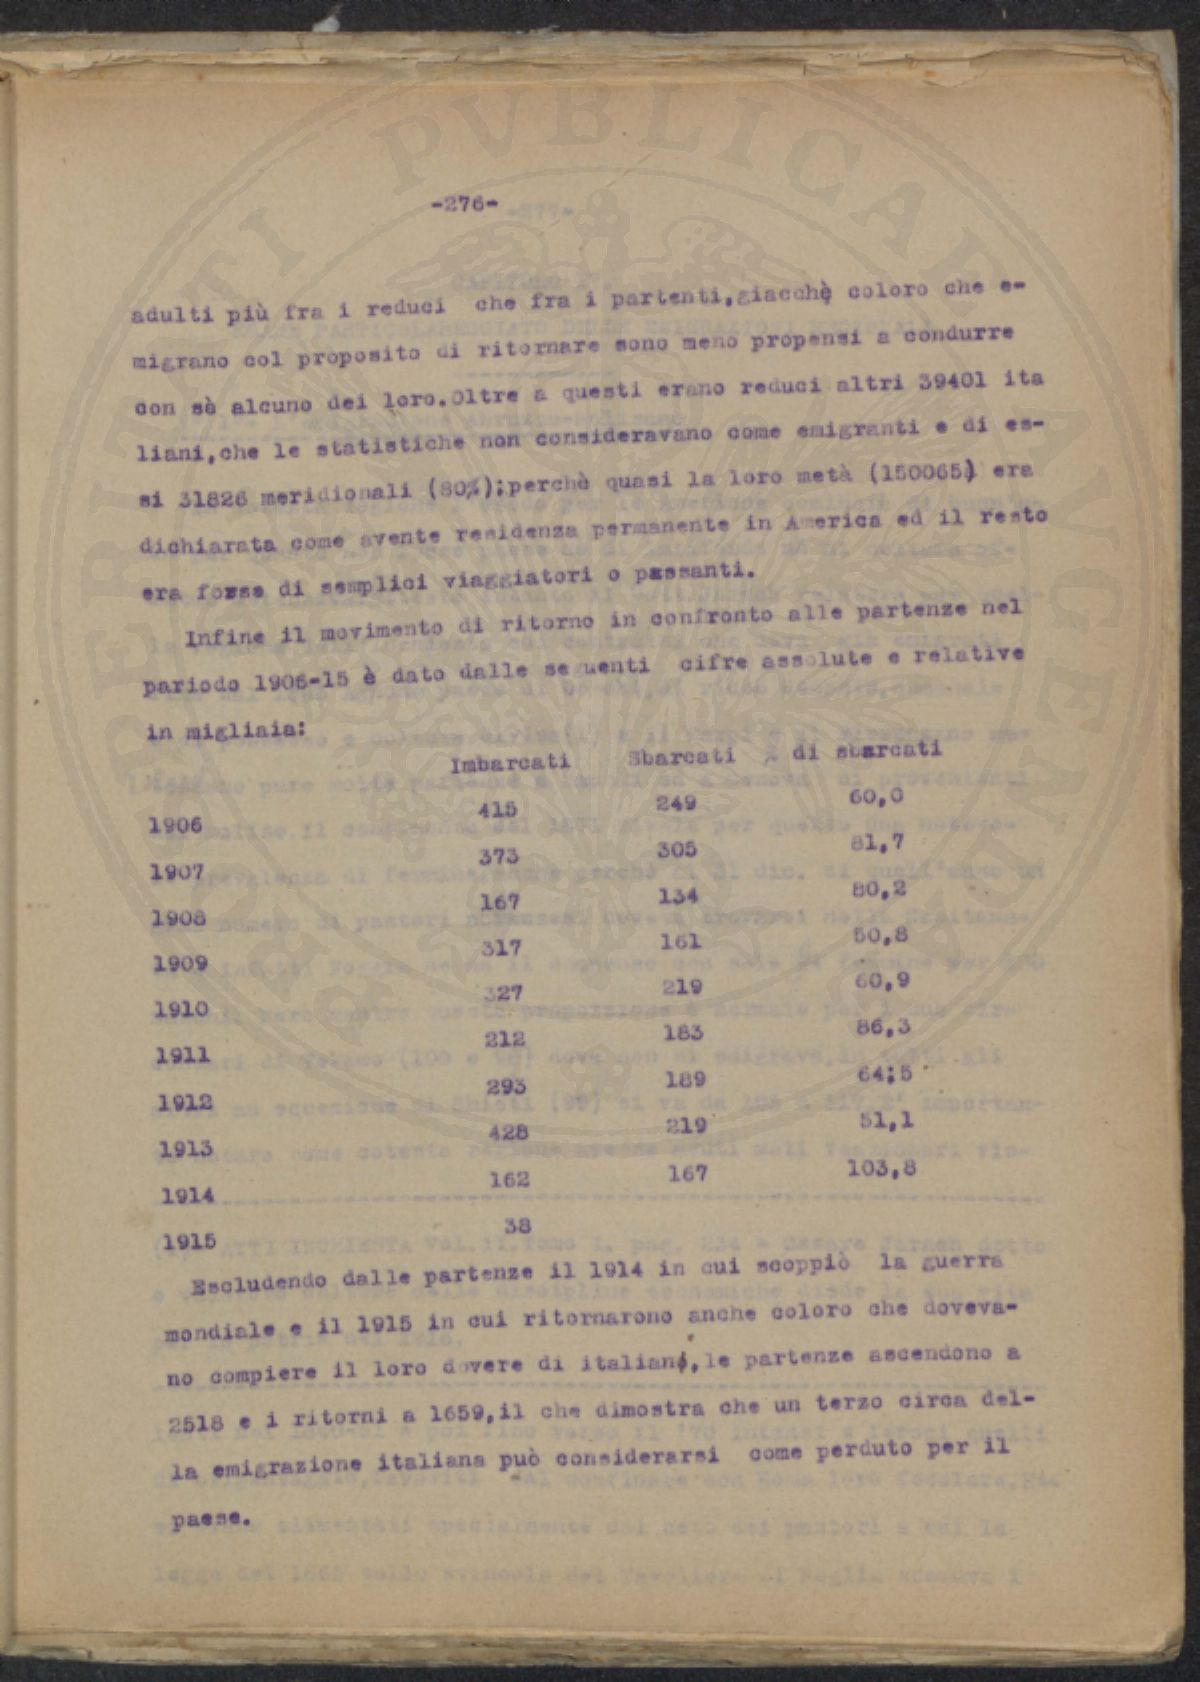 -276-
adulti più fra i reduci che fra i partenti,giacchè coloro che e-
migrano col proposito di ritornare sono meno propensi a condurre
con sè alcuno dei loro.Oltre a questi erano reduci altri 39401 ita
liani,che le statistiche non consideravano come emigranti e di es-
si 31826 meridionali (80%);perchè quasi la loro metà (150065) era
dichiarata come avente residenza permanente in America ed il resto
era forse di semplici viaggiatori o passanti.
Infine il movimento di ritorno in confronto alle partenze nel
pariodo 1906-15 è dato dalle seguenti cifre assolute e relative
in migliaia:
Imbarcati Sbarcati % di sbarcati
1906 415 249 60,0
1907 373 305 81,7
1908 167 134 80,2
1909 317 161 50,8
1910 327 219 60,9
1911 212 183 86,3
1912 293 189 64;5
1913 428 219 51,1
1914 162 167 103,8
1915 38
Escludendo dalle partenze il 1914 in cui scoppiò la guerra
mondiale e il 1915 in cui ritornarono anche coloro che doveva-
no compiere il loro dovere di italiani,le partenze ascendono a
2518 e i ritorni a 1659,il che dimostra che un terzo circa del-
la emigrazione italiana può considerarsi come perduto per il
paese.